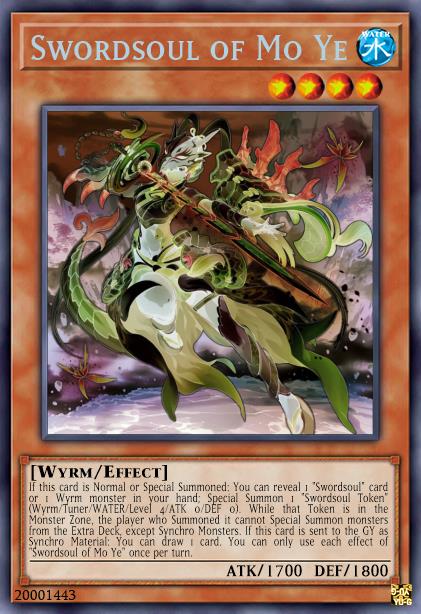 Swordsoul of Mo Ye
WATER
水
[Wyrm/Effect]
If this card is Normal or Special Summoned: You can reveal 1 "Swordsoul" card
or 1 Wyrm monster in your hand; Special Summon 1 "Swordsoul Token"
(Wyrm/Tuner/WATER/Level 4/ATK 0/DEF 0). While that Token is in the
Monster Zone, the player who Summoned it cannot Special Summon monsters
from the Extra Deck, except Synchro Monsters. If this card is sent to the GY as
Synchro Material: You can draw 1 card. You can only use each effect of
"Swordsoul of Mo Ye" once per turn.
ATK/1700 DEF/1800
20001443